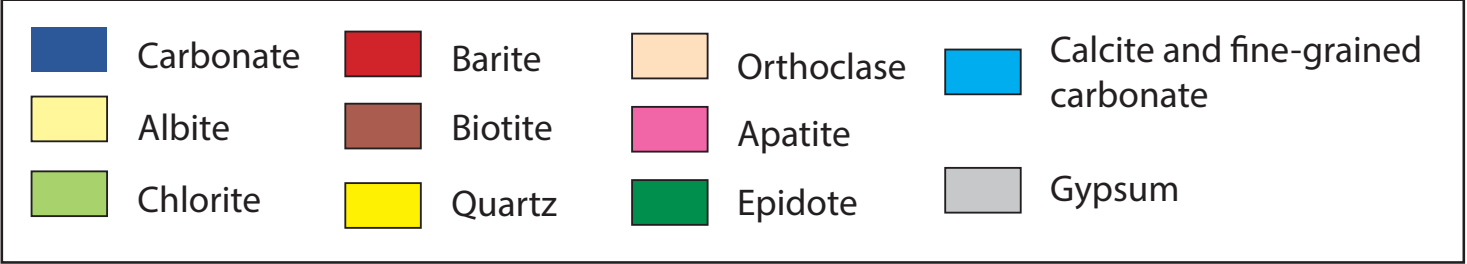 Carbonate
Albite
Chlorite
Barite
Biotite
Quartz
Orthoclase
Apatite
Epidote
Calcite and fine-grained
carbonate
Gypsum